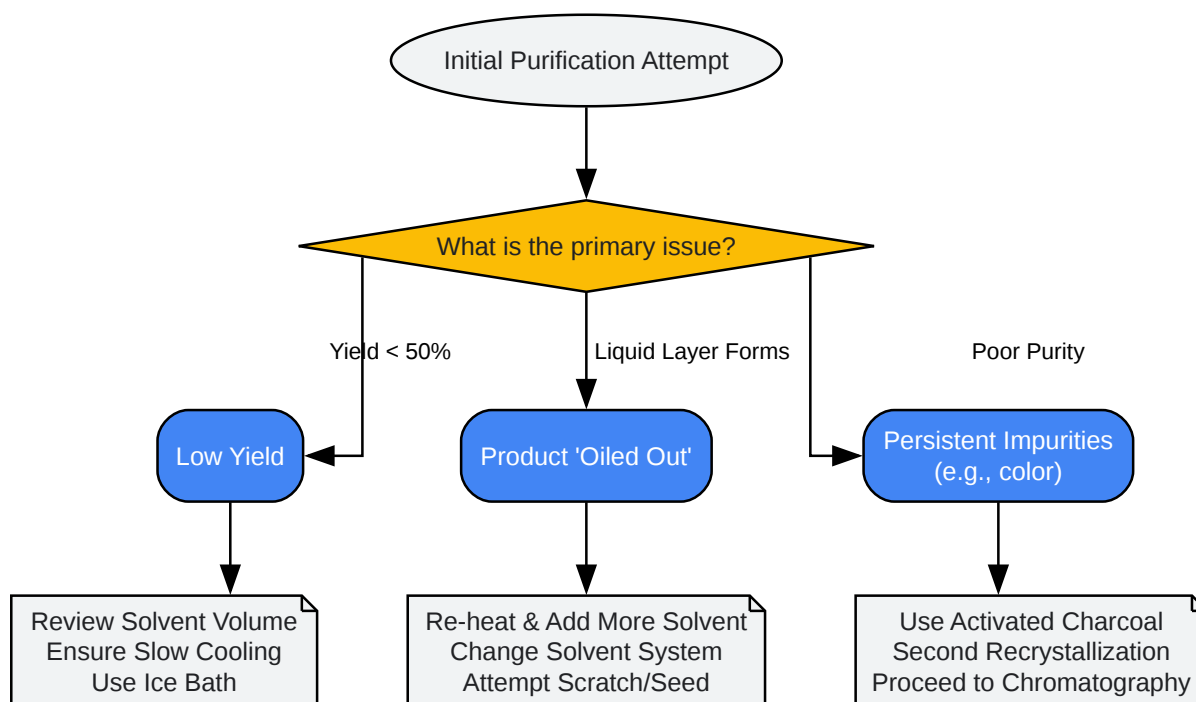 Initial Purification Attempt
What is the primary issue?
Yield < 50%
Liquid Layer Forms
Poor Purity
Low Yield
Product 'Oiled Out'
Persistent Impurities
(e.g., color)
Review Solvent Volume
Ensure Slow Cooling
Use Ice Bath
Re-heat & Add More Solvent
Change Solvent System
Attempt Scratch/Seed
Use Activated Charcoal
Second Recrystallization
Proceed to Chromatography